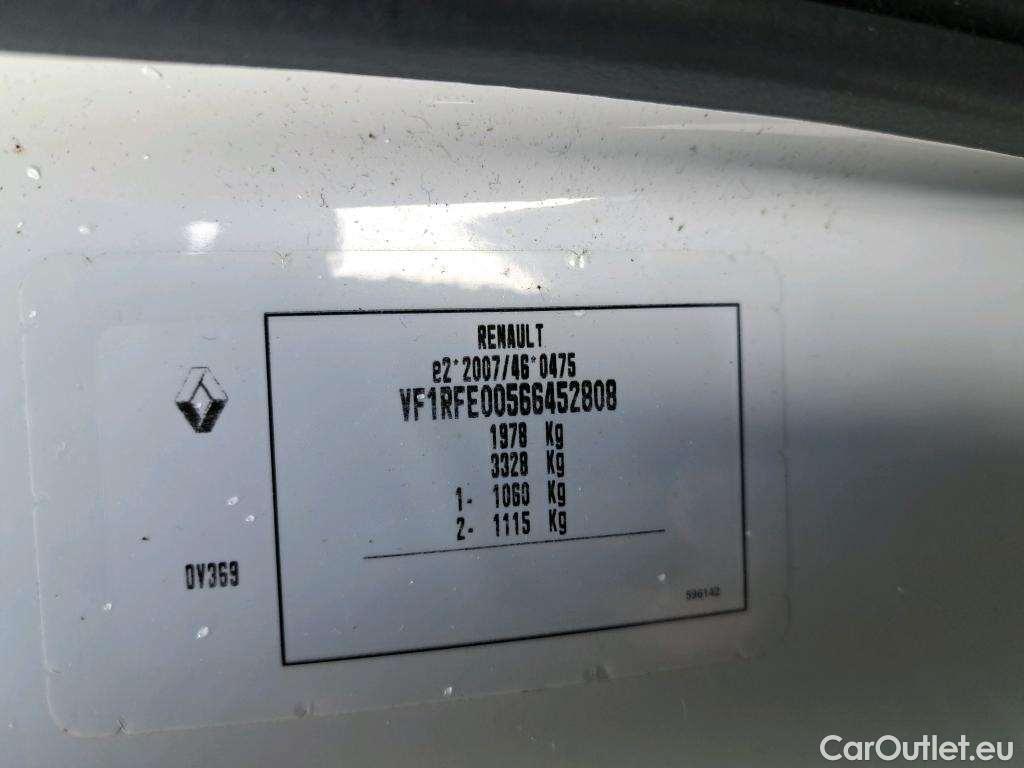 RENAULT
e2*2007/46*0475
VF1RFE00566452808
1978 Kg
3328 Kg
1- 1060 Kg
2- 1115 Kg
0V369
596142
CarOutlet.eu